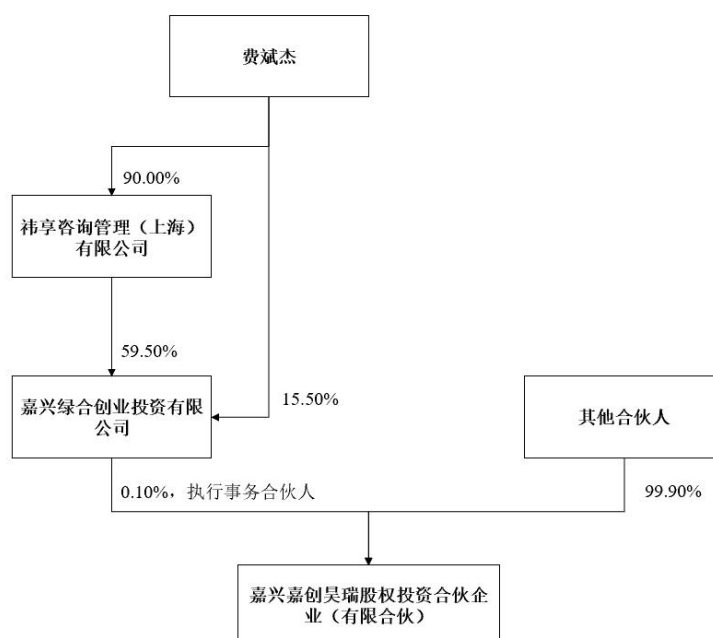 费斌杰
90.00%
祎享咨询管理（上海）
有限公司
59.50%
嘉兴绿合创业投资有限
公司
15.50%
其他合伙人
0.10%，执行事务合伙人
99.90%
嘉兴嘉创昊瑞股权投资合伙企
业（有限合伙）